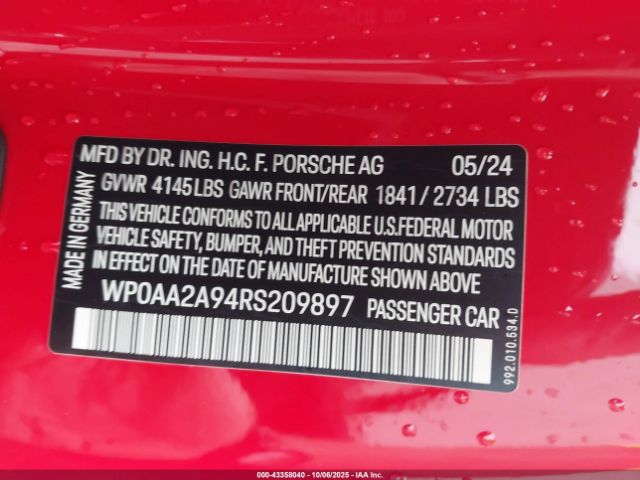 MFD BY DR. ING. H.C. F. PORSCHE AG 05/24
GVWR 4145 LBS GAWR FRONT/REAR 1841 / 2734 LBS
THIS VEHICLE CONFORMS TO ALL APPLICABLE U.S. FEDERAL MOTOR
VEHICLE SAFETY, BUMPER, AND THEFT PREVENTION STANDARDS
IN EFFECT ON THE DATE OF MANUFACTURE SHOWN ABOVE
WP0AA2A94RS209897 PASSENGER CAR
MADE IN GERMANY
992.010.534.D
000-43358040 - 10/06/2025 - IAAI.COM